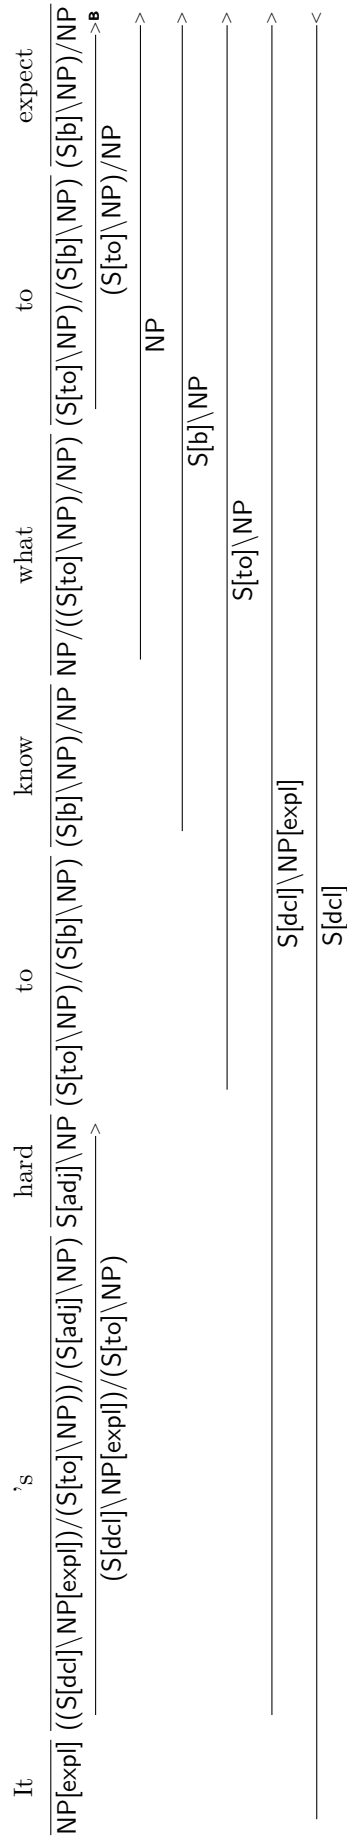 It 's hard to know what to expect
NP[expl] ((S[dcl]\NP[expl])/(S[to]\NP))/(S[adj]\NP) S[adj]\NP (S[to]\NP)/(S[b]\NP) (S[b]\NP)/NP NP/((S[to]\NP)/NP) (S[to]\NP)/(S[b]\NP) (S[b]\NP)/NP
> >B
(S[dcl]\NP[expl])/(S[to]\NP) (S[to]\NP)/NP
>
NP
>
S[b]\NP
>
S[to]\NP
>
S[dcl]\NP[expl]
<
S[dcl]